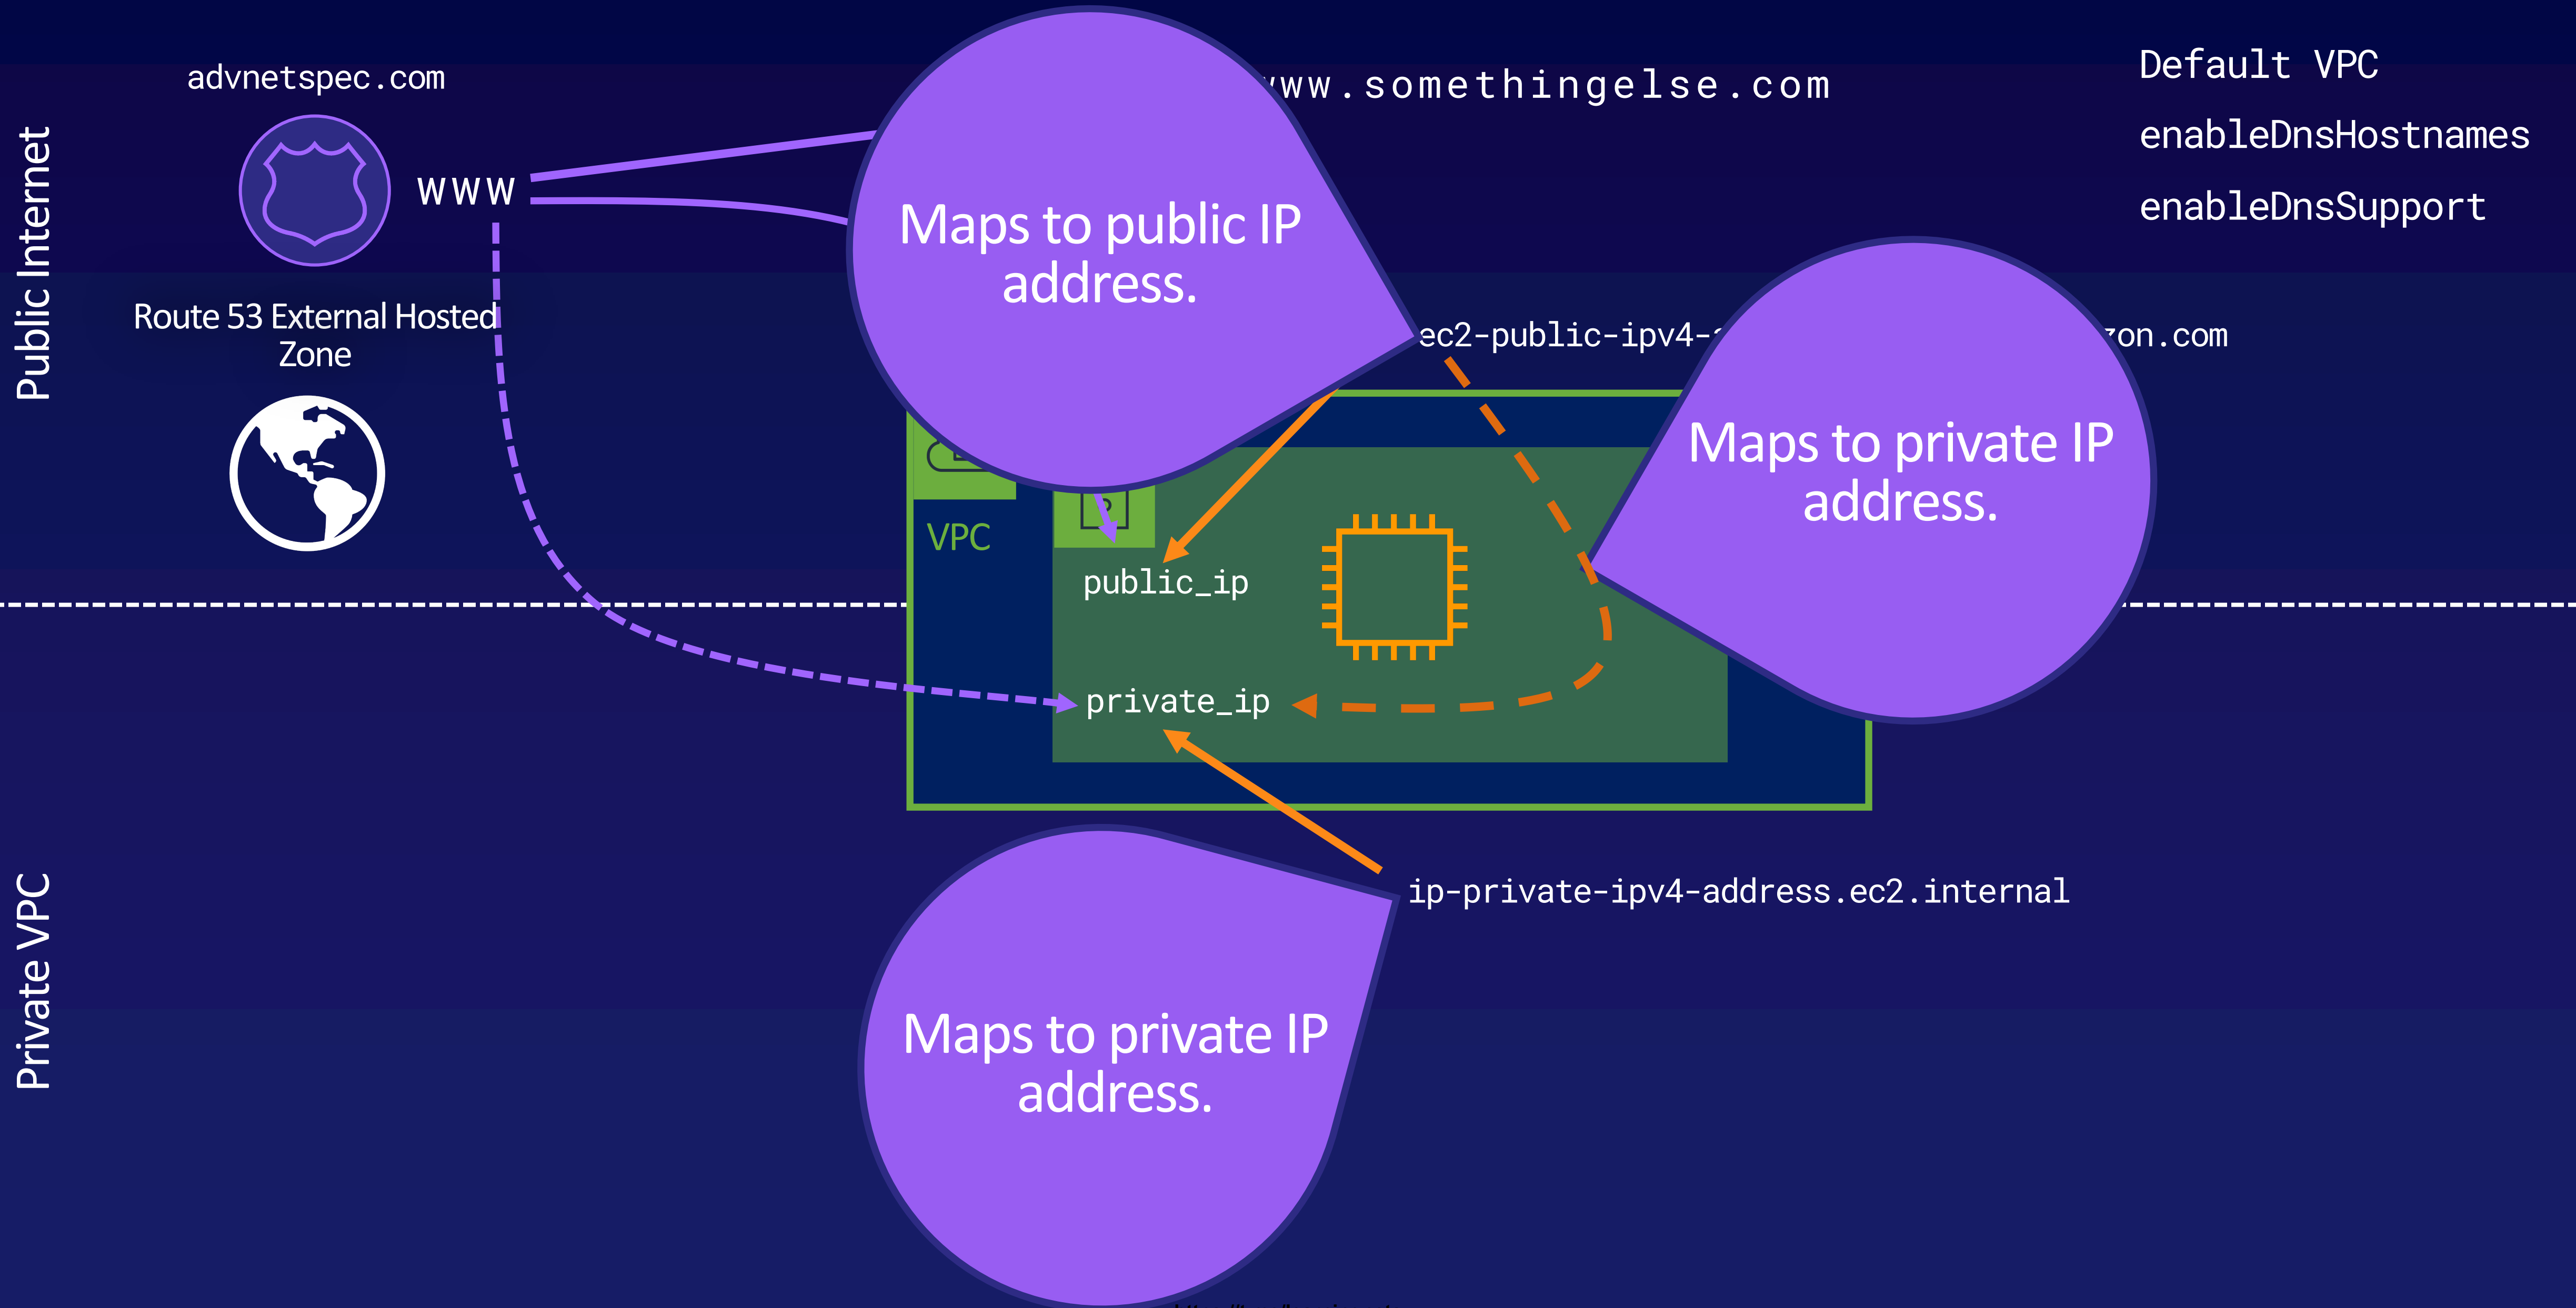 advnetspec.com
www.somethingelse.com
Default VPC
enableDnsHostnames
enableDnsSupport
Public Internet
www
Maps to public IP
address.
Route 53 External Hosted
Zone
ec2-public-ipv4-
zon.com
Maps to private IP
address.
VPC
public_ip
private_ip
Private VPC
ip-private-ipv4-address.ec2.internal
Maps to private IP
address.